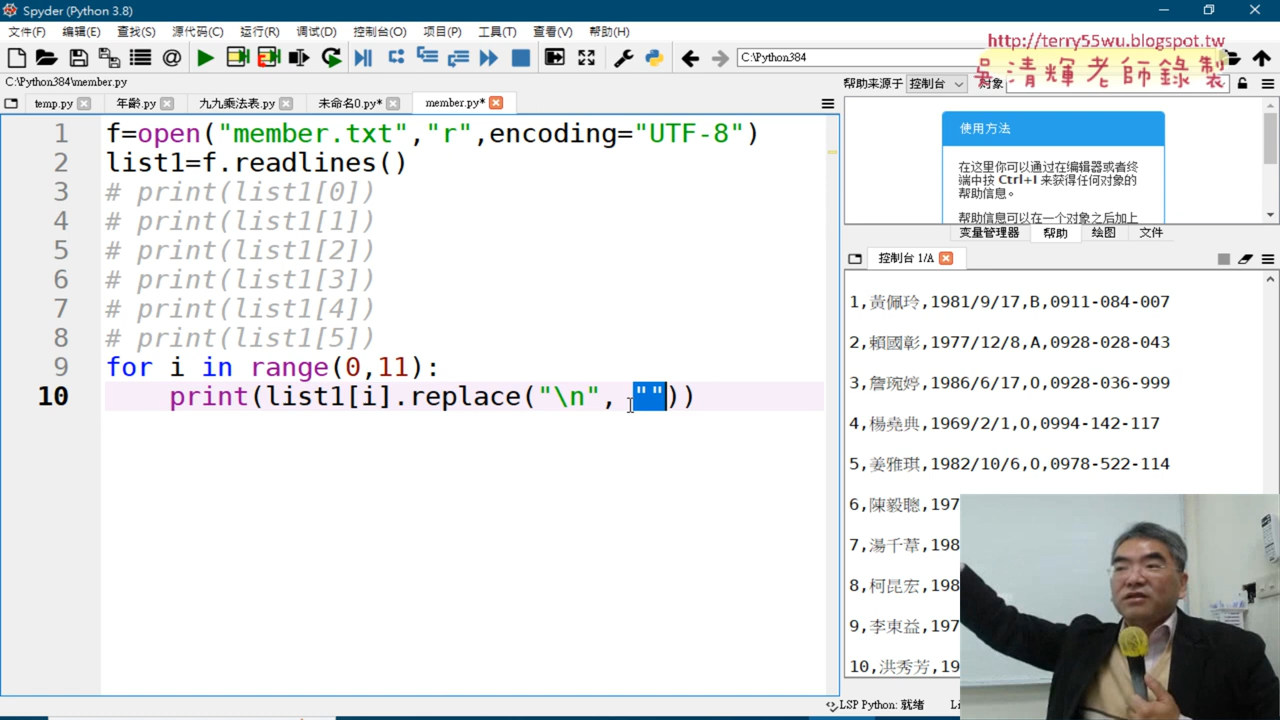 Spyder (Python 3.8)
文件(F) 编辑(E) 查找(S) 源代码(C) 运行(R) 调试(D) 控制台(O) 项目(P) 工具(T) 查看(V) 帮助(H)
C:\Python384
http://terry55wu.blogspot.tw
吳清輝老師錄製
C:\Python384\member.py
temp.py 年齡.py 九九乘法表.py 未命名0.py* member.py*
1 f=open("member.txt","r",encoding="UTF-8")
2 list1=f.readlines()
3 # print(list1[0])
4 # print(list1[1])
5 # print(list1[2])
6 # print(list1[3])
7 # print(list1[4])
8 # print(list1[5])
9 for i in range(0,11):
10 print(list1[i].replace("\n", ""))
帮助来源于 控制台 对象
使用方法
在这里你可以通过在编辑器或者终
端中按 Ctrl+I 来获得任何对象的
帮助信息。
帮助信息可以在一个对象之后加上
变量管理器 帮助 绘图 文件
控制台 1/A
1,黃佩玲,1981/9/17,B,0911-084-007
2,賴國彰,1977/12/8,A,0928-028-043
3,詹琬婷,1986/6/17,O,0928-036-999
4,楊堯典,1969/2/1,O,0994-142-117
5,姜雅琪,1982/10/6,O,0978-522-114
6,陳毅聰,197
7,湯千葦,198
8,柯昆宏,198
9,李東益,197
10,洪秀芳,19
LSP Python: 就绪